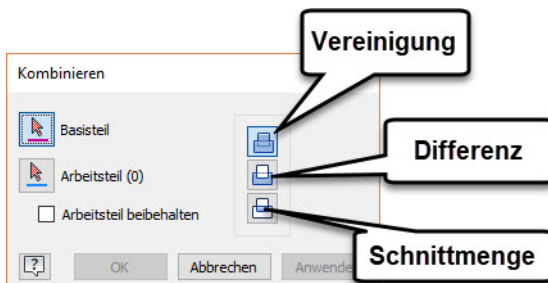 Vereinigung
Kombinieren
Basisteil
Differenz
Arbeitsteil (0)
Arbeitsteil beibehalten
Schnittmenge
?
OK
Abbrechen
Anwende